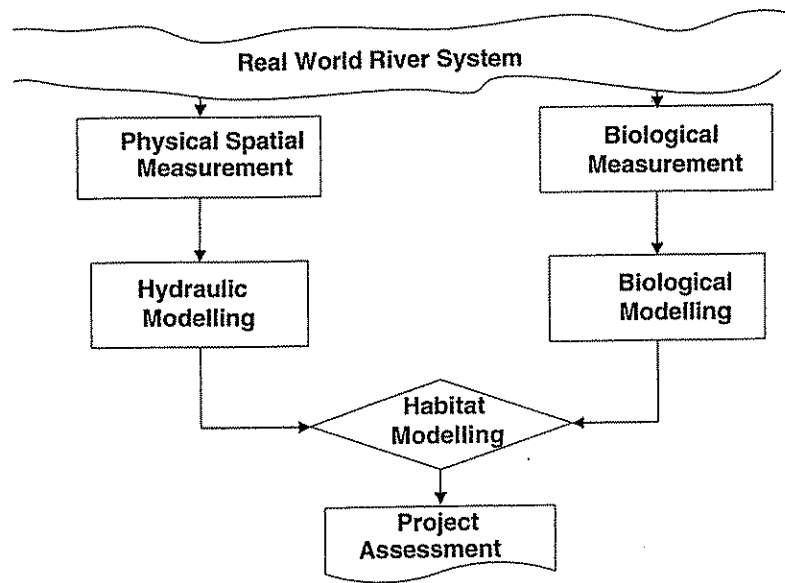 Real World River System
Physical Spatial
Measurement
Biological
Measurement
Hydraulic
Modelling
Biological
Modelling
Habitat
Modelling
Project
Assessment